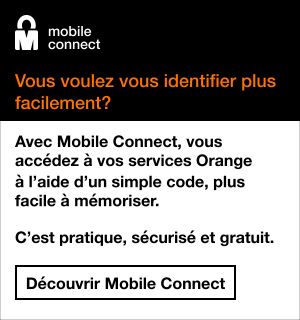 mobile
connect
Vous voulez vous identifier plus
facilement?
Avec Mobile Connect, vous
accédez à vos services Orange
à l’aide d’un simple code, plus
facile à mémoriser.
C’est pratique, sécurisé et gratuit.
Découvrir Mobile Connect